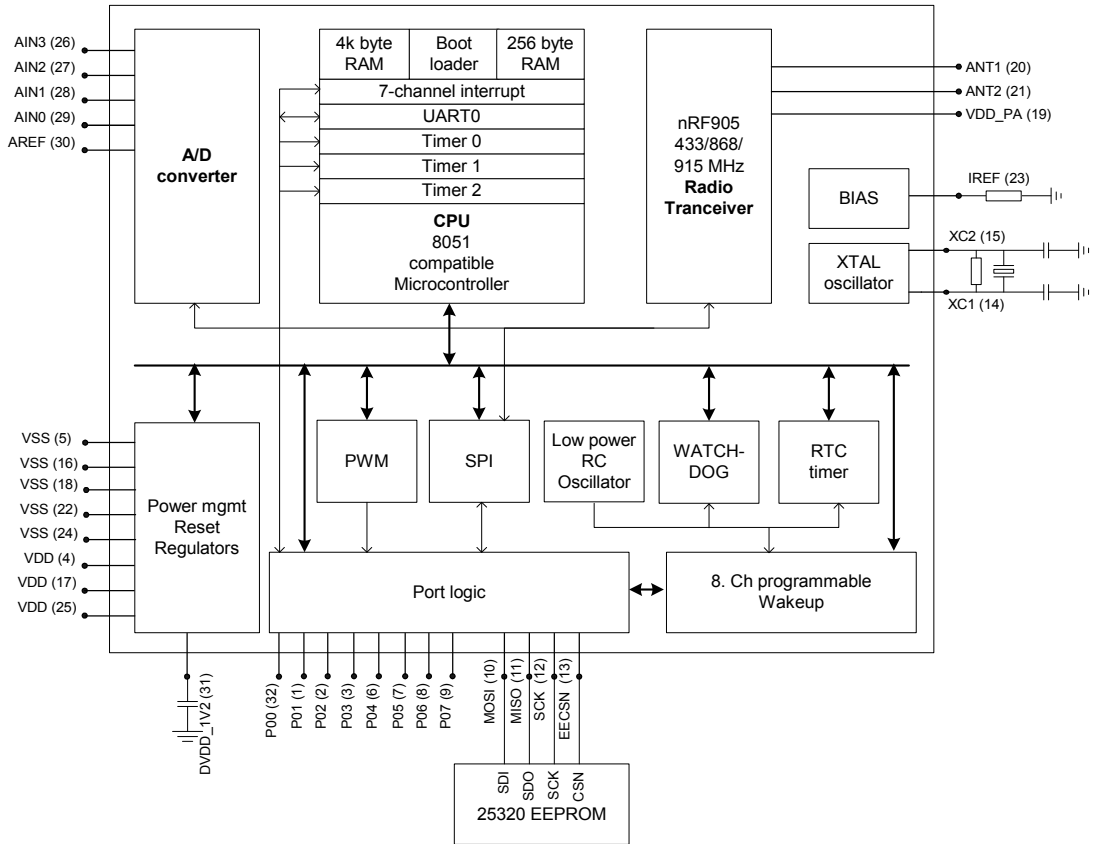 AIN3 (26)
AIN2 (27)
AIN1 (28)
AIN0 (29)
AREF (30)
A/D
converter
4k byte
RAM
Boot
loader
256 byte
RAM
7-channel interrupt
UART0
Timer 0
Timer 1
Timer 2
CPU
8051
compatible
Microcontroller
nRF905
433/868/
915 MHz
Radio
Tranceiver
ANT1 (20)
ANT2 (21)
VDD_PA (19)
BIAS
IREF (23)
XTAL
oscillator
XC2 (15)
XC1 (14)
VSS (5)
VSS (16)
VSS (18)
VSS (22)
VSS (24)
VDD (4)
VDD (17)
VDD (25)
Power mgmt
Reset
Regulators
PWM
SPI
Low power
RC
Oscillator
WATCH-
DOG
RTC
timer
Port logic
8. Ch programmable
Wakeup
DVDD_1V2 (31)
P00 (32)
P01 (1)
P02 (2)
P03 (3)
P04 (6)
P05 (7)
P06 (8)
P07 (9)
MOSI (10)
MISO (11)
SCK (12)
EECSN (13)
SDI
SDO
SCK
CSN
25320 EEPROM